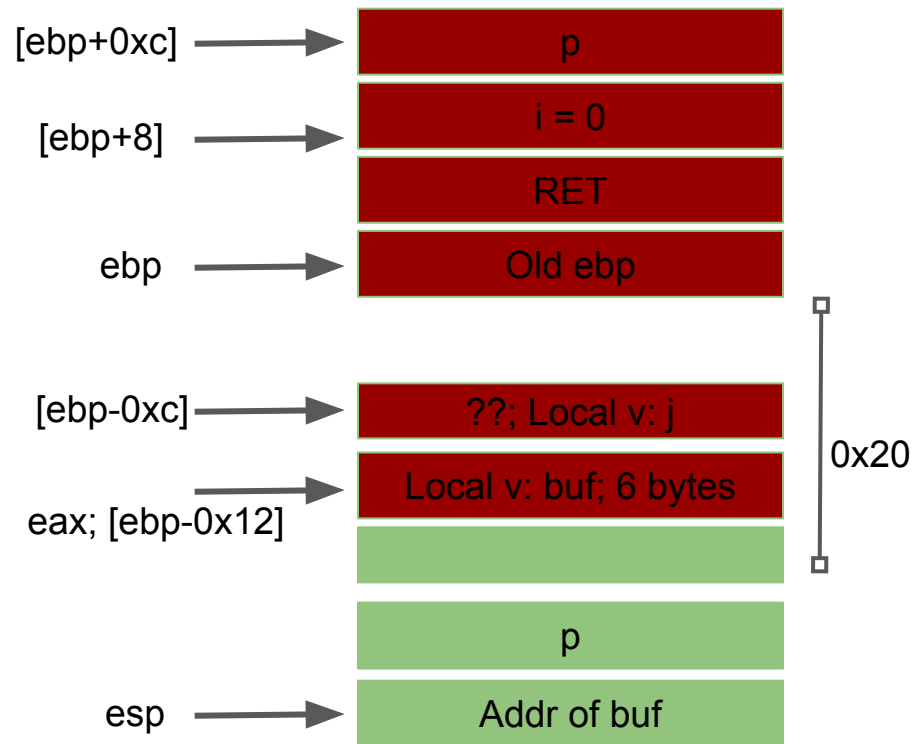 [ebp+0xc]
p
[ebp+8]
i = 0
RET
ebp
Old ebp
[ebp-0xc]
??; Local v: j
0x20
Local v: buf; 6 bytes
eax; [ebp-0x12]
p
esp
Addr of buf